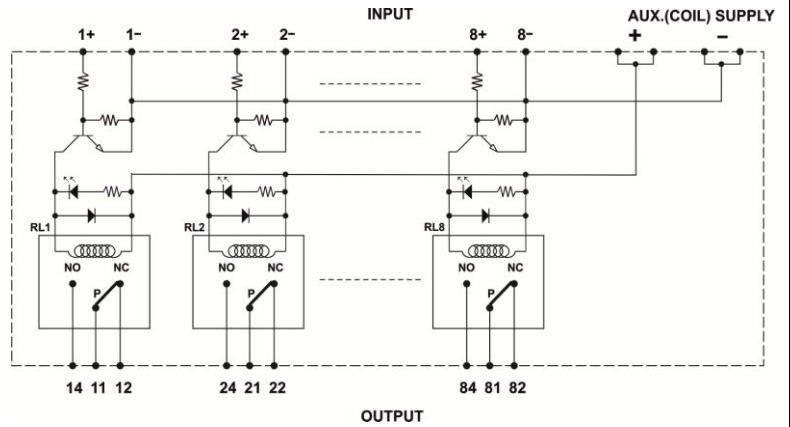 INPUT
AUX.(COIL) SUPPLY
1+ 1− 2+ 2− 8+ 8− + −
RL1 RL2 RL8
NO NC NO NC NO NC
P P P
14 11 12 24 21 22 84 81 82
OUTPUT